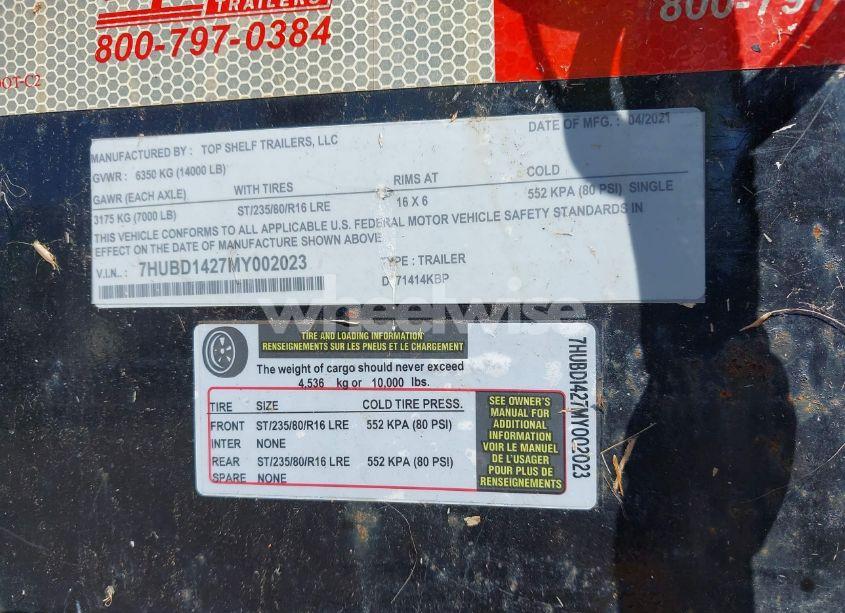 TRAILERS
800-797-0384
800-797
DOT-C2
MANUFACTURED BY : TOP SHELF TRAILERS, LLC
DATE OF MFG. : 04/2021
GVWR : 6350 KG (14000 LB)
GAWR (EACH AXLE) WITH TIRES RIMS AT COLD
3175 KG (7000 LB) ST/235/80/R16 LRE 16 X 6 552 KPA (80 PSI) SINGLE
THIS VEHICLE CONFORMS TO ALL APPLICABLE U.S. FEDERAL MOTOR VEHICLE SAFETY STANDARDS IN
EFFECT ON THE DATE OF MANUFACTURE SHOWN ABOVE
V.I.N.. : 7HUBD1427MY002023 TYPE : TRAILER
71414KBP
wheelwise
TIRE AND LOADING INFORMATION
RENSEIGNEMENTS SUR LES PNEUS ET LE CHARGEMENT
The weight of cargo should never exceed
4,536 kg or 10,000 lbs.
TIRE SIZE COLD TIRE PRESS.
FRONT ST/235/80/R16 LRE 552 KPA (80 PSI)
INTER NONE
REAR ST/235/80/R16 LRE 552 KPA (80 PSI)
SPARE NONE
SEE OWNER'S
MANUAL FOR
ADDITIONAL
INFORMATION
VOIR LE MANUEL
DE L'USAGER
POUR PLUS DE
RENSEIGNEMENTS
7HUBD1427MY002023